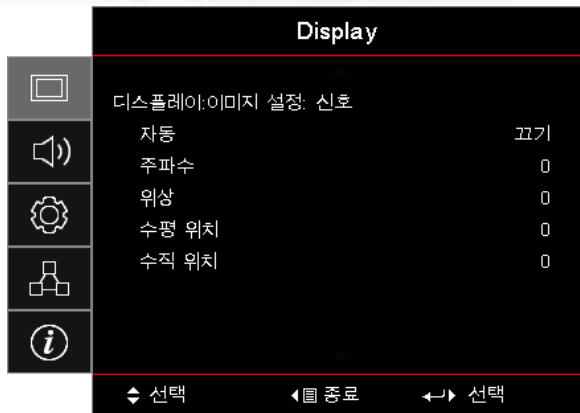 Display
디스플레이:이미지 설정: 신호
자동 끄기
주파수 0
위상 0
수평 위치 0
수직 위치 0
선택 종료 선택